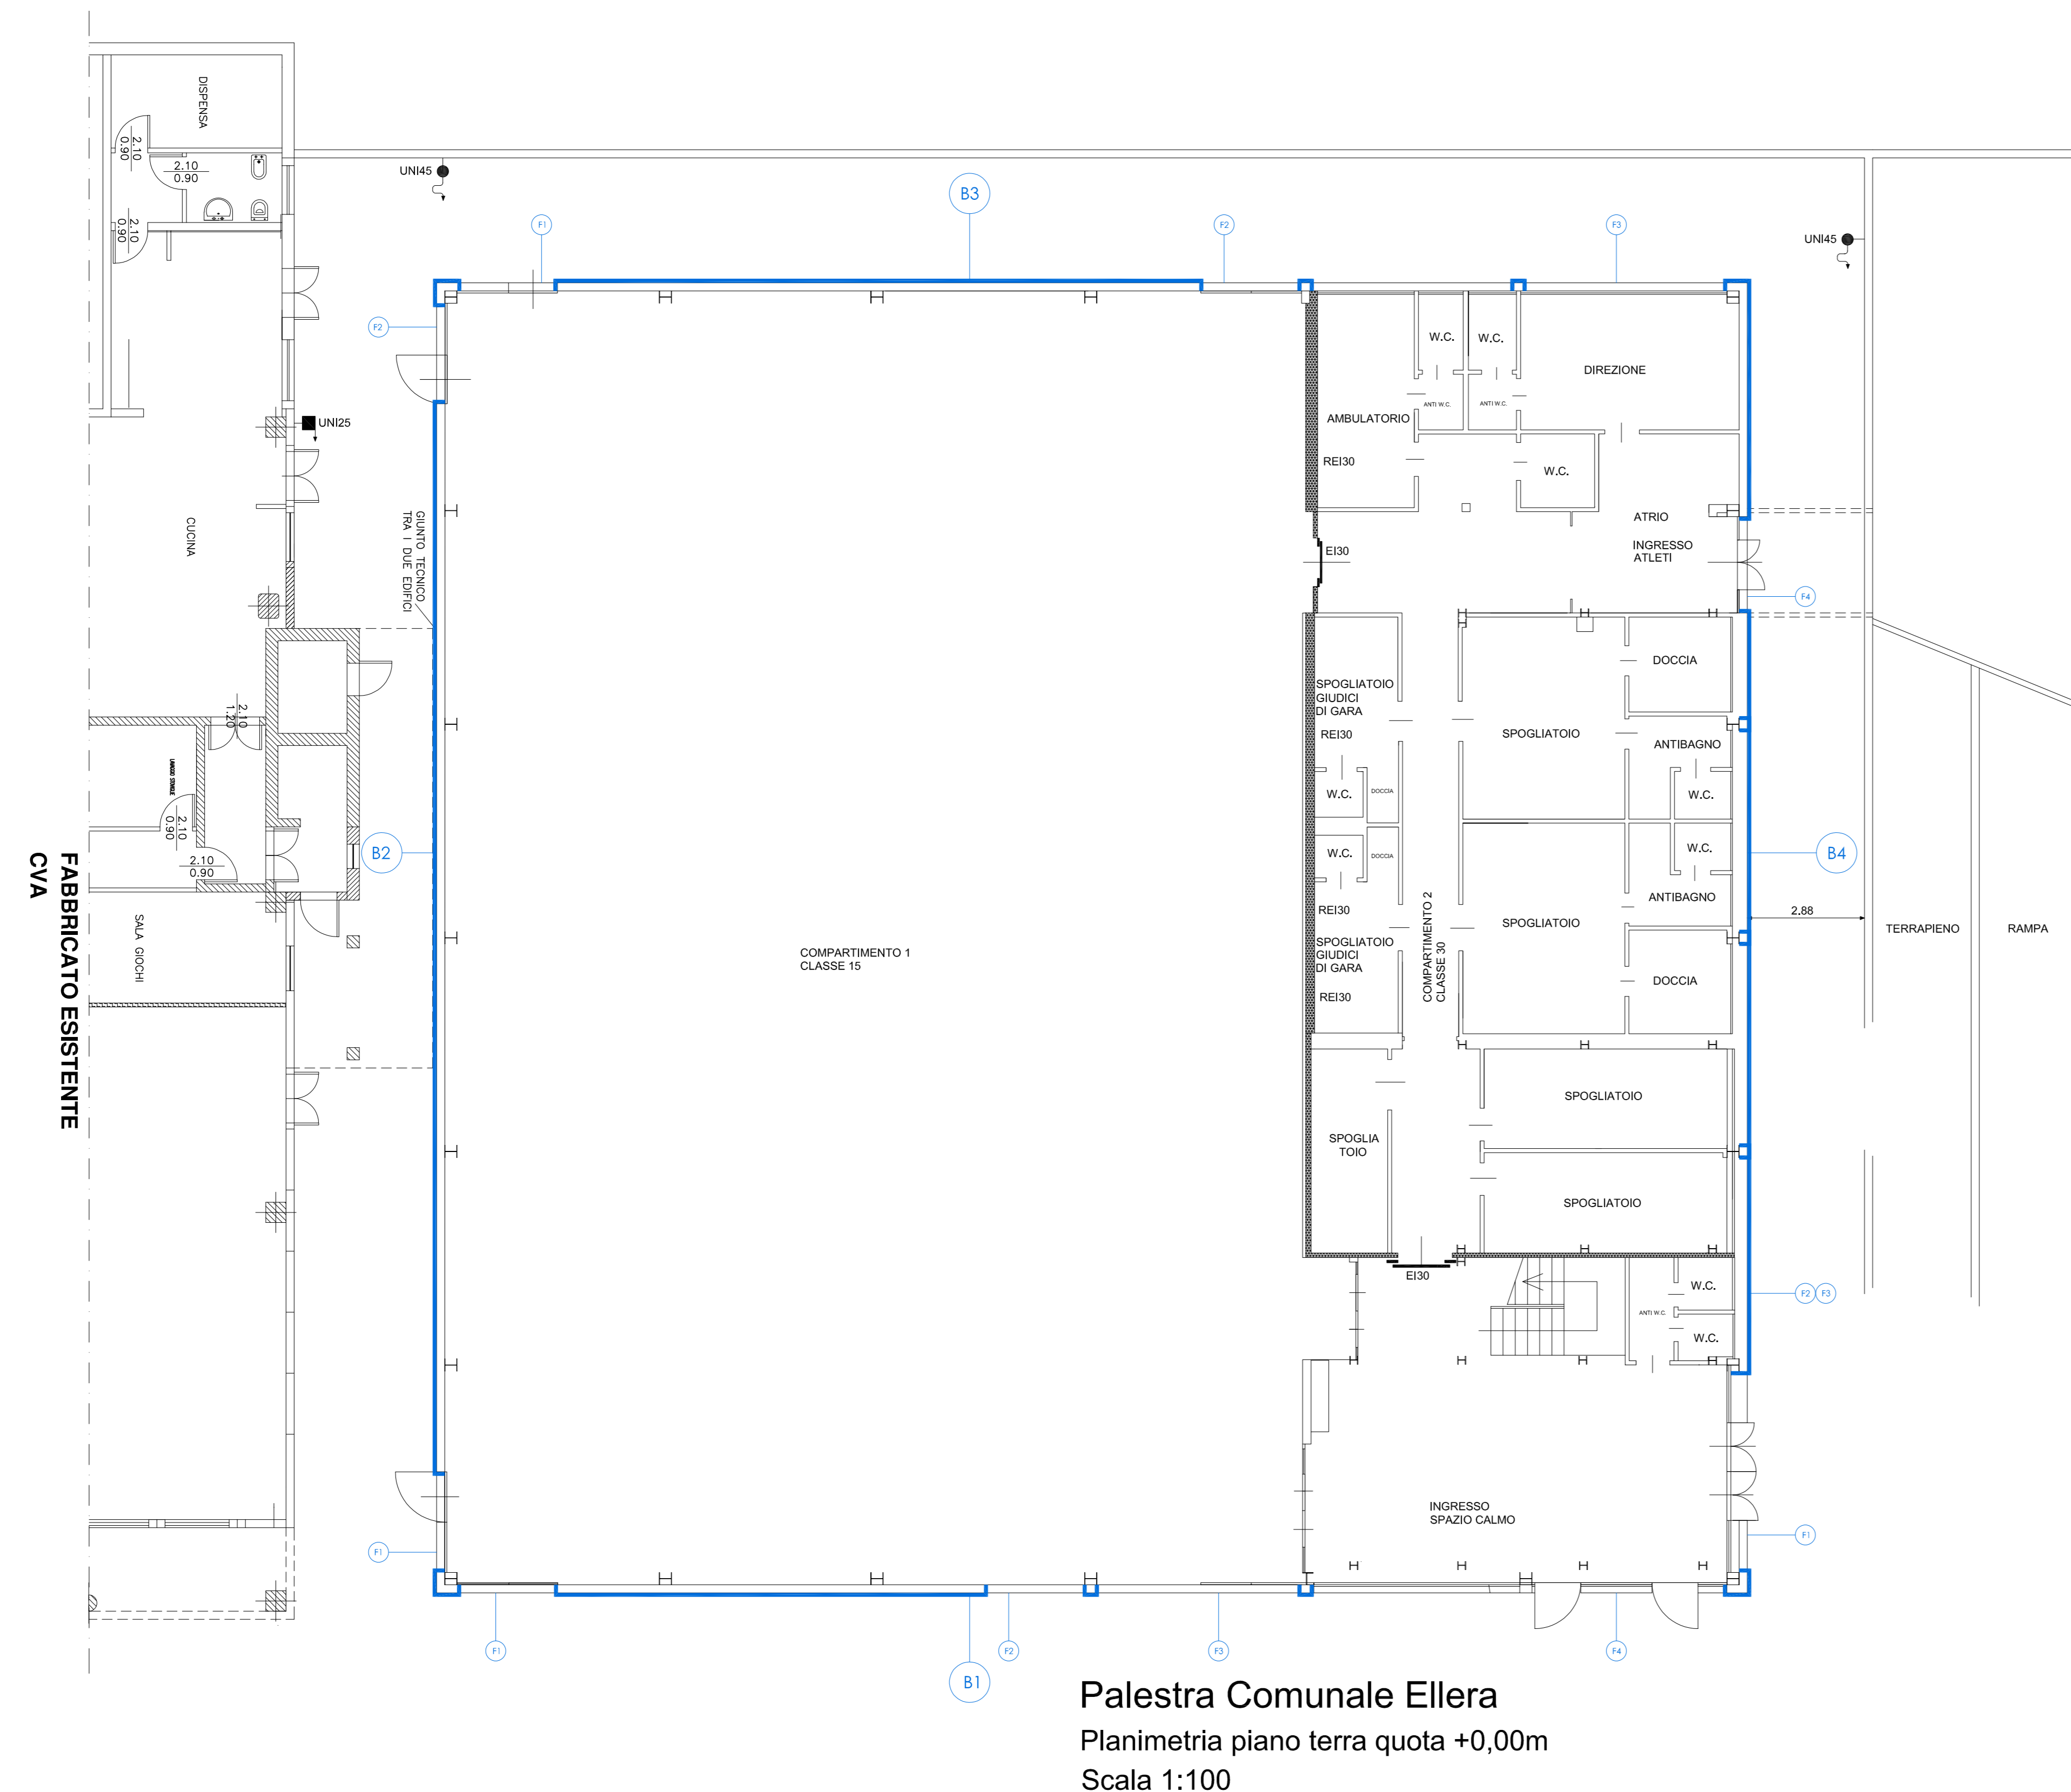 DISPENSA
2.10
0.90
2.10
0.90
2.10
0.90
UNI45
B3
F1
F2
F3
UNI45
F2
UNI25
CUCINA
GIUNTO TECNICO
TRA I DUE EDIFICI
W.C.
W.C.
DIREZIONE
ANTI W.C.
ANTI W.C.
AMBULATORIO
REI30
W.C.
ATRIO
INGRESSO
ATLETI
EI30
F4
DOCCIA
SPOGLIATOIO
GIUDICI
DI GARA
REI30
SPOGLIATOIO
ANTIBAGNO
W.C.
DOCCIA
W.C.
2.10
1.20
LAVAGGIO STOVIGLIE
2.10
0.90
2.10
0.90
B2
W.C.
DOCCIA
W.C.
B4
ANTIBAGNO
REI30
SPOGLIATOIO
SPOGLIATOIO
GIUDICI
DI GARA
REI30
COMPARTIMENTO 2
CLASSE 30
DOCCIA
2.88
TERRAPIENO
RAMPA
FABBRICATO ESISTENTE
CVA
SALA GIOCHI
COMPARTIMENTO 1
CLASSE 15
SPOGLIATOIO
SPOGLIA
TOIO
SPOGLIATOIO
EI30
W.C.
ANTI W.C.
W.C.
F2
F3
INGRESSO
SPAZIO CALMO
F1
F1
F1
F2
F3
F4
B1
Palestra Comunale Ellera
Planimetria piano terra quota +0,00m
Scala 1:100